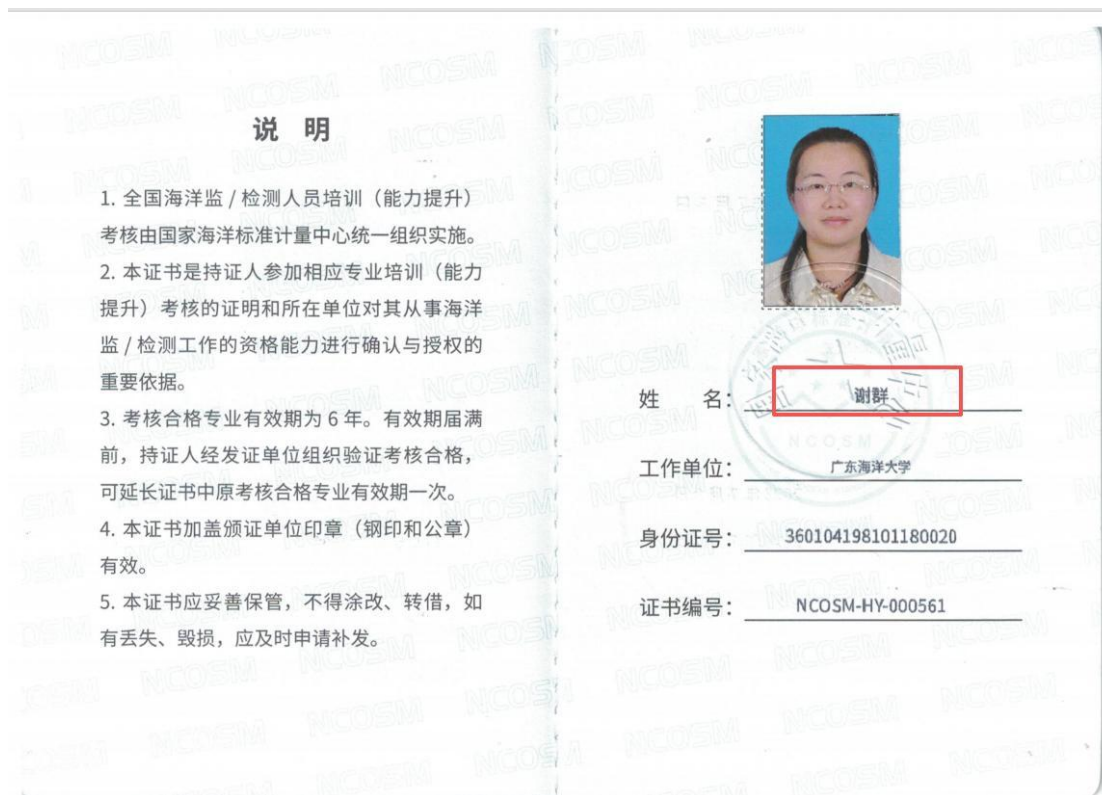 说 明
1. 全国海洋监 / 检测人员培训（能力提升）
考核由国家海洋标准计量中心统一组织实施。
2. 本证书是持证人参加相应专业培训（能力
提升）考核的证明和所在单位对其从事海洋
监 / 检测工作的资格能力进行确认与授权的
重要依据。
3. 考核合格专业有效期为 6 年。有效期届满
前，持证人经发证单位组织验证考核合格，
可延长证书中原考核合格专业有效期一次。
4. 本证书加盖颁证单位印章（钢印和公章）
有效。
5. 本证书应妥善保管，不得涂改、转借，如
有丢失、毁损，应及时申请补发。
姓 名： 谢群
工作单位： 广东海洋大学
身份证号： 360104198101180020
证书编号： NCOSM-HY-000561
NCOSM